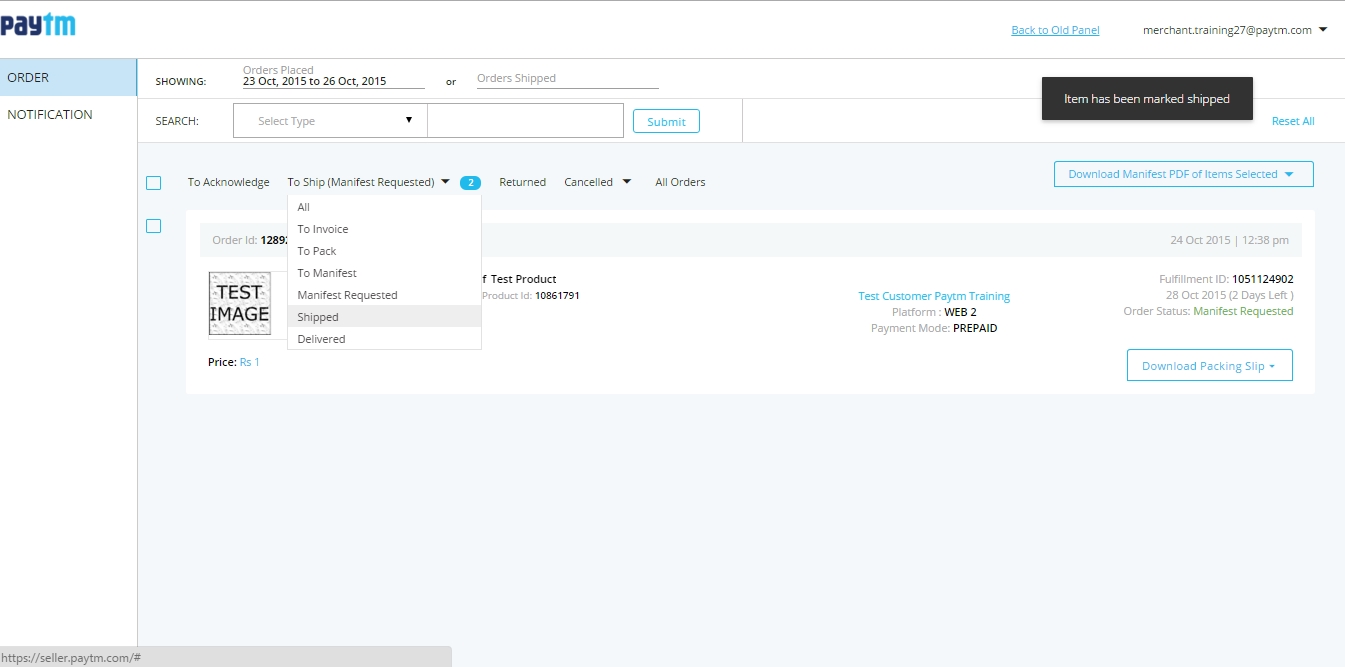 paytm
Back to Old Panel
merchant.training27@paytm.com
ORDER
NOTIFICATION
SHOWING:
Orders Placed
23 Oct, 2015 to 26 Oct, 2015
or
Orders Shipped
Item has been marked shipped
SEARCH:
Select Type
Submit
Reset All
To Acknowledge
To Ship (Manifest Requested)
2
Returned
Cancelled
All Orders
Download Manifest PDF of Items Selected
All
To Invoice
To Pack
To Manifest
Manifest Requested
Shipped
Delivered
Order Id: 12892
24 Oct 2015 | 12:38 pm
TEST
IMAGE
f Test Product
Product Id: 10861791
Price: Rs 1
Test Customer Paytm Training
Platform : WEB 2
Payment Mode: PREPAID
Fulfillment ID: 1051124902
28 Oct 2015 (2 Days Left )
Order Status: Manifest Requested
Download Packing Slip
https://seller.paytm.com/#